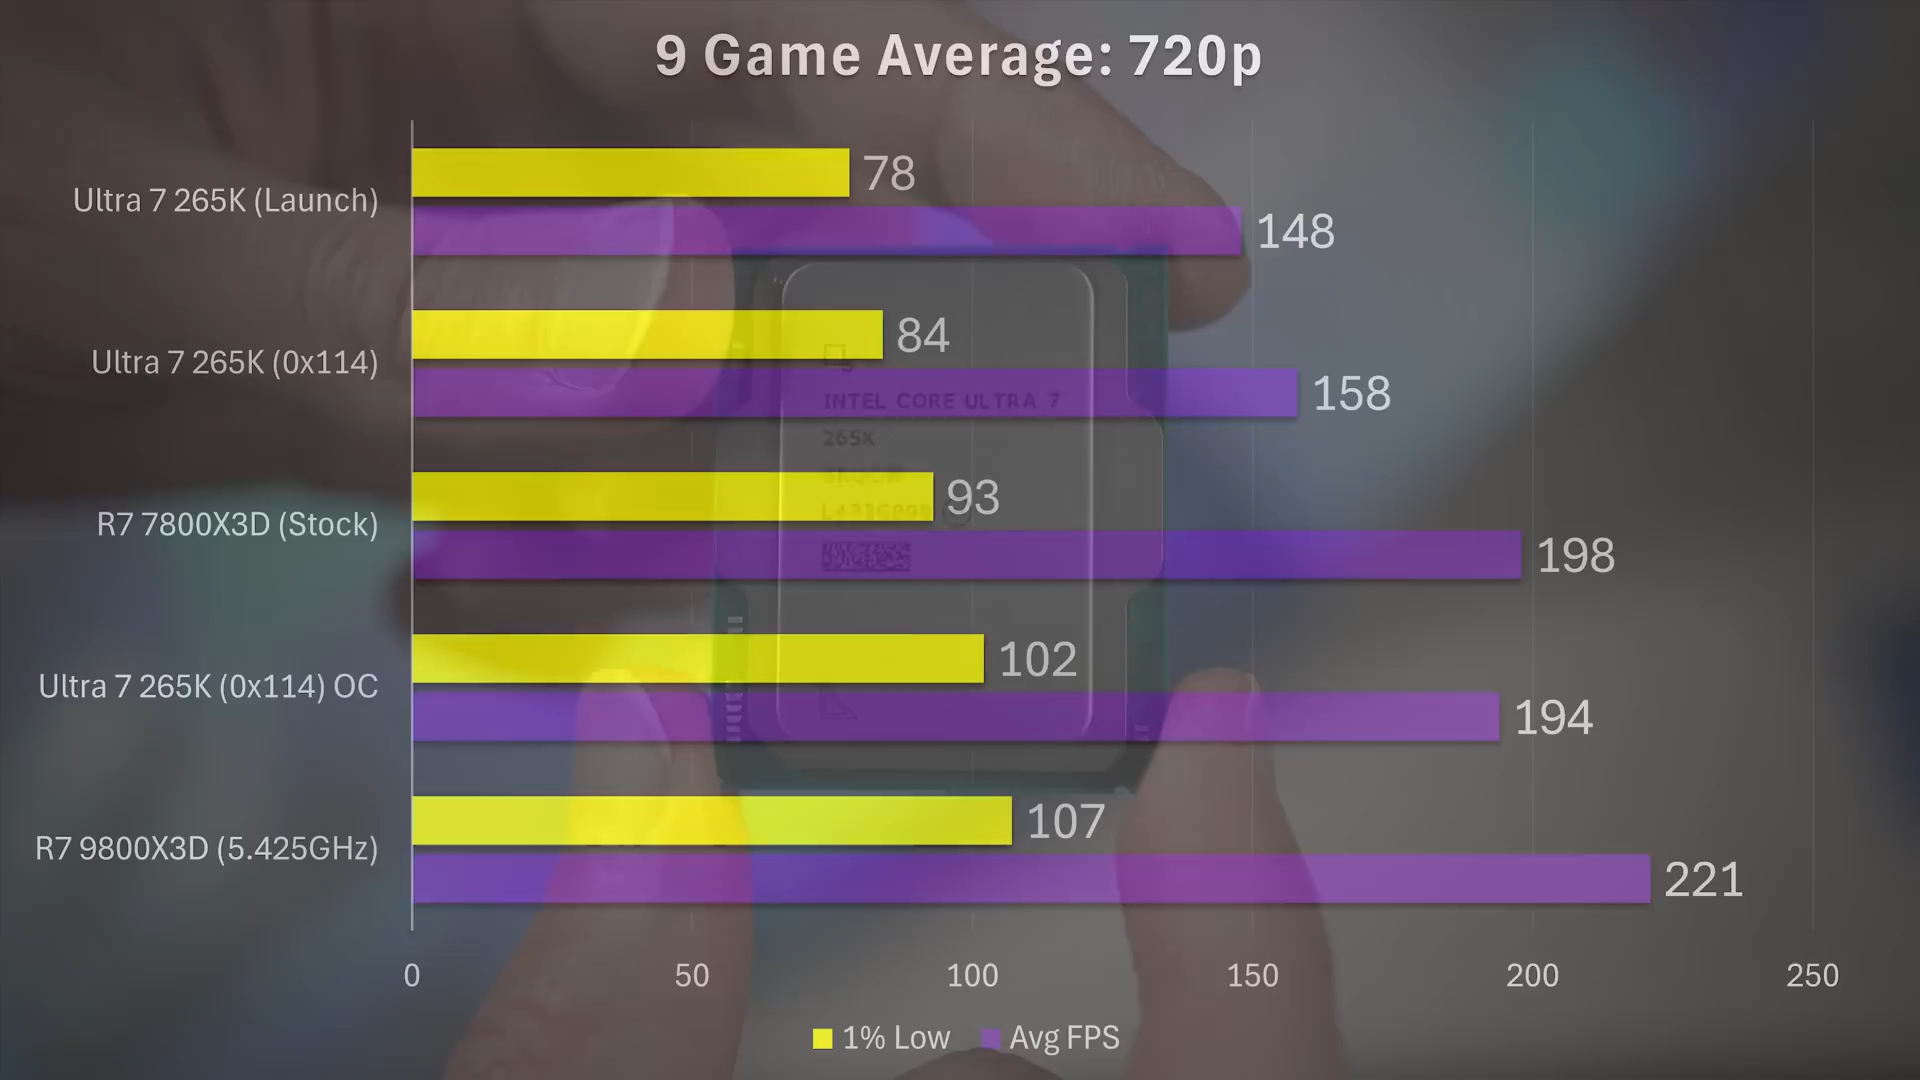 9 Game Average: 720p
Ultra 7 265K (Launch)
78
148
Ultra 7 265K (0x114)
84
158
INTEL CORE ULTRA 7
265K
R7 7800X3D (Stock)
93
198
Ultra 7 265K (0x114) OC
102
194
R7 9800X3D (5.425GHz)
107
221
0 50 100 150 200 250
1% Low Avg FPS